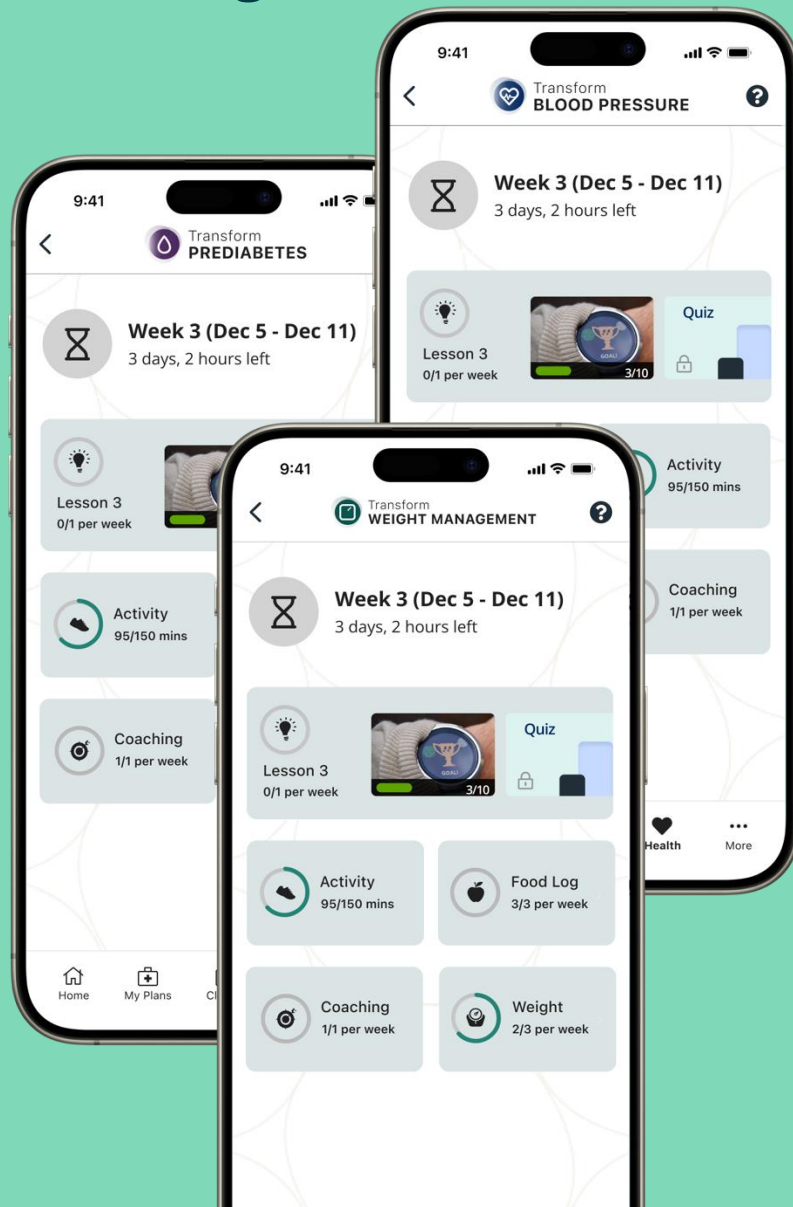 9:41
Transform
BLOOD PRESSURE
?
Week 3 (Dec 5 - Dec 11)
3 days, 2 hours left
Lesson 3
0/1 per week
GOAL!
3/10
Quiz
Activity
95/150 mins
Coaching
1/1 per week
Health
More
9:41
Transform
PREDIABETES
Week 3 (Dec 5 - Dec 11)
3 days, 2 hours left
Lesson 3
0/1 per week
Activity
95/150 mins
Coaching
1/1 per week
Home
My Plans
9:41
Transform
WEIGHT MANAGEMENT
?
Week 3 (Dec 5 - Dec 11)
3 days, 2 hours left
Lesson 3
0/1 per week
GOAL!
3/10
Quiz
Activity
95/150 mins
Food Log
3/3 per week
Coaching
1/1 per week
Weight
2/3 per week